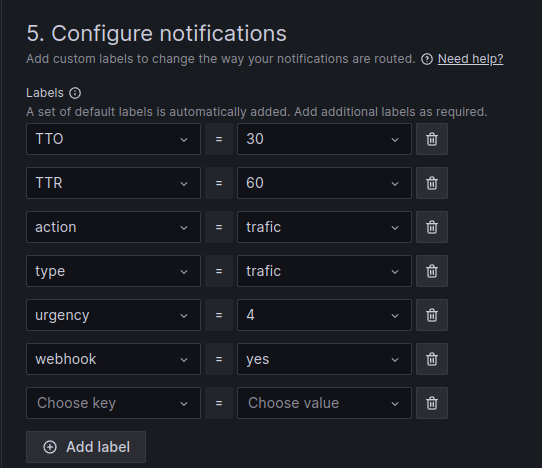 5. Configure notifications
Add custom labels to change the way your notifications are routed. Need help?
Labels
A set of default labels is automatically added. Add additional labels as required.
TTO = 30
TTR = 60
action = trafic
type = trafic
urgency = 4
webhook = yes
Choose key = Choose value
Add label